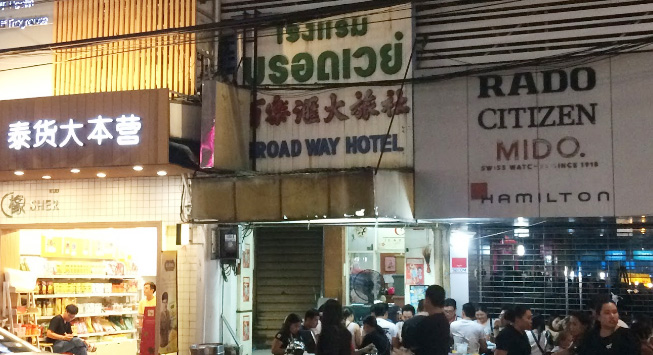 泰货大本营
โรงแรม
บรอดเวย์
百樂滙大旅社
BROAD WAY HOTEL
RADO
CITIZEN
MIDO.
SWISS WATCHES SINCE 1918
HAMILTON